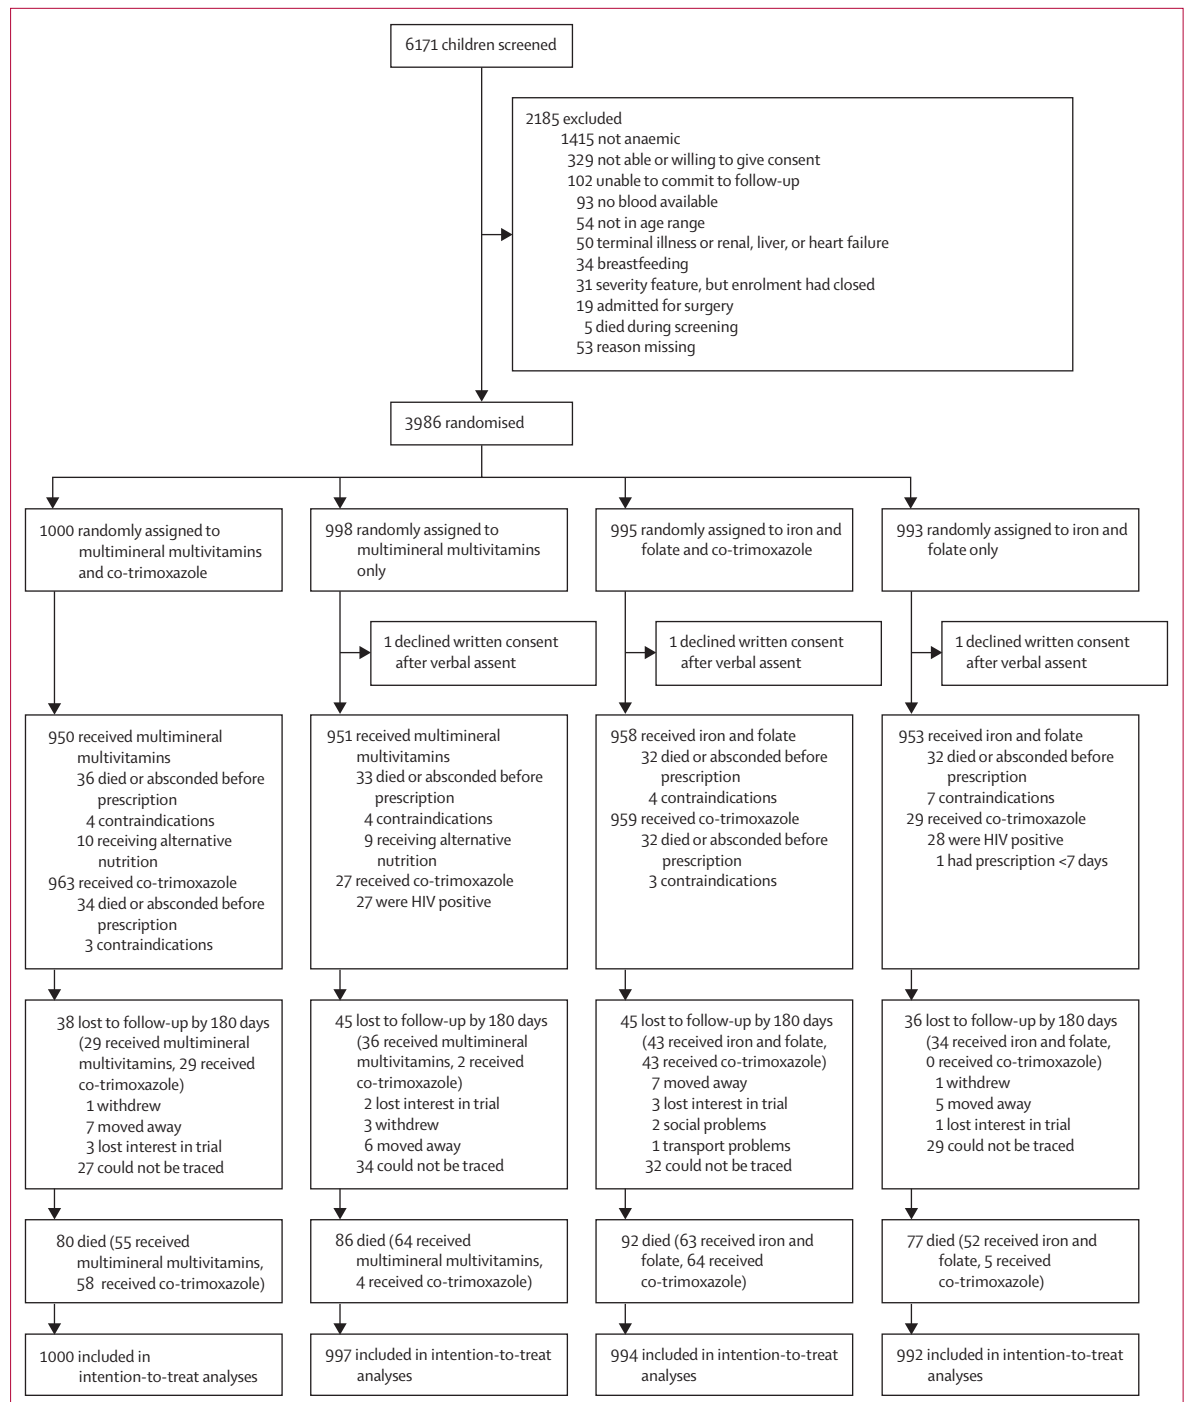 6171 children screened
2185 excluded
1415 not anaemic
329 not able or willing to give consent
102 unable to commit to follow-up
93 no blood available
54 not in age range
50 terminal illness or renal, liver, or heart failure
34 breastfeeding
31 severity feature, but enrolment had closed
19 admitted for surgery
5 died during screening
53 reason missing
3986 randomised
1000 randomly assigned to
multimineral multivitamins
and co-trimoxazole
998 randomly assigned to
multimineral multivitamins
only
995 randomly assigned to iron and
folate and co-trimoxazole
993 randomly assigned to iron and
folate only
1 declined written consent
after verbal assent
1 declined written consent
after verbal assent
1 declined written consent
after verbal assent
950 received multimineral
multivitamins
36 died or absconded before
prescription
4 contraindications
10 receiving alternative
nutrition
963 received co-trimoxazole
34 died or absconded before
prescription
3 contraindications
951 received multimineral
multivitamins
33 died or absconded before
prescription
4 contraindications
9 receiving alternative
nutrition
27 received co-trimoxazole
27 were HIV positive
958 received iron and folate
32 died or absconded before
prescription
4 contraindications
959 received co-trimoxazole
32 died or absconded before
prescription
3 contraindications
953 received iron and folate
32 died or absconded before
prescription
7 contraindications
29 received co-trimoxazole
28 were HIV positive
1 had prescription <7 days
38 lost to follow-up by 180 days
(29 received multimineral
multivitamins, 29 received
co-trimoxazole)
1 withdrew
7 moved away
3 lost interest in trial
27 could not be traced
45 lost to follow-up by 180 days
(36 received multimineral
multivitamins, 2 received
co-trimoxazole)
2 lost interest in trial
3 withdrew
6 moved away
34 could not be traced
45 lost to follow-up by 180 days
(43 received iron and folate,
43 received co-trimoxazole)
7 moved away
3 lost interest in trial
2 social problems
1 transport problems
32 could not be traced
36 lost to follow-up by 180 days
(34 received iron and folate,
0 received co-trimoxazole)
1 withdrew
5 moved away
1 lost interest in trial
29 could not be traced
80 died (55 received
multimineral multivitamins,
58 received co-trimoxazole)
86 died (64 received
multimineral multivitamins,
4 received co-trimoxazole)
92 died (63 received iron and
folate, 64 received
co-trimoxazole)
77 died (52 received iron and
folate, 5 received
co-trimoxazole)
1000 included in
intention-to-treat analyses
997 included in intention-to-treat
analyses
994 included in intention-to-treat
analyses
992 included in intention-to-treat
analyses